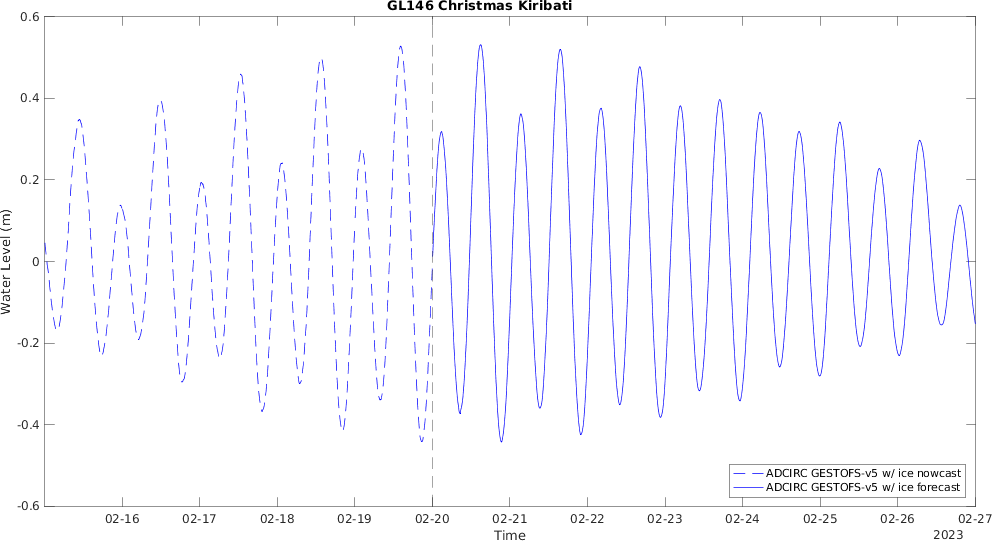 GL146 Christmas Kiribati
0.6
0.4
0.2
0
-0.2
-0.4
-0.6
Water Level (m)
ADCIRC GESTOFS-v5 w/ ice nowcast
ADCIRC GESTOFS-v5 w/ ice forecast
02-16 02-17 02-18 02-19 02-20 02-21 02-22 02-23 02-24 02-25 02-26 02-27
Time
2023